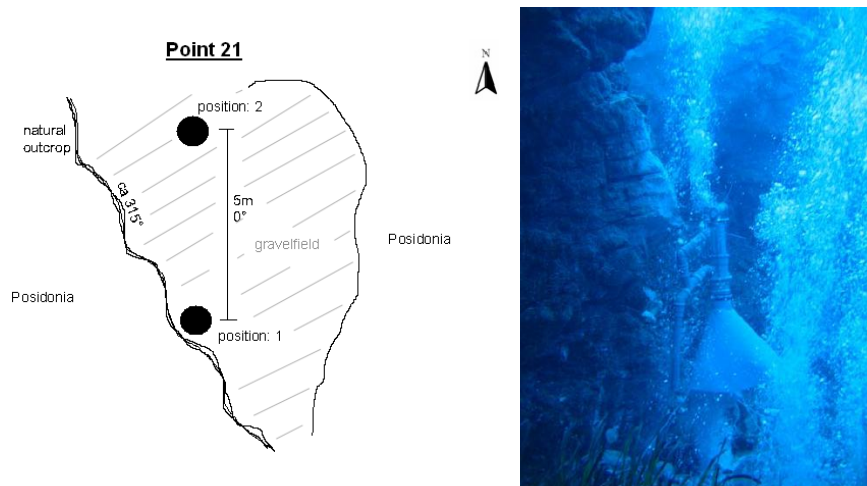 Point 21
N
position: 2
natural
outcrop
ca 315°
5m
0°
gravelfield
Posidonia
Posidonia
position: 1